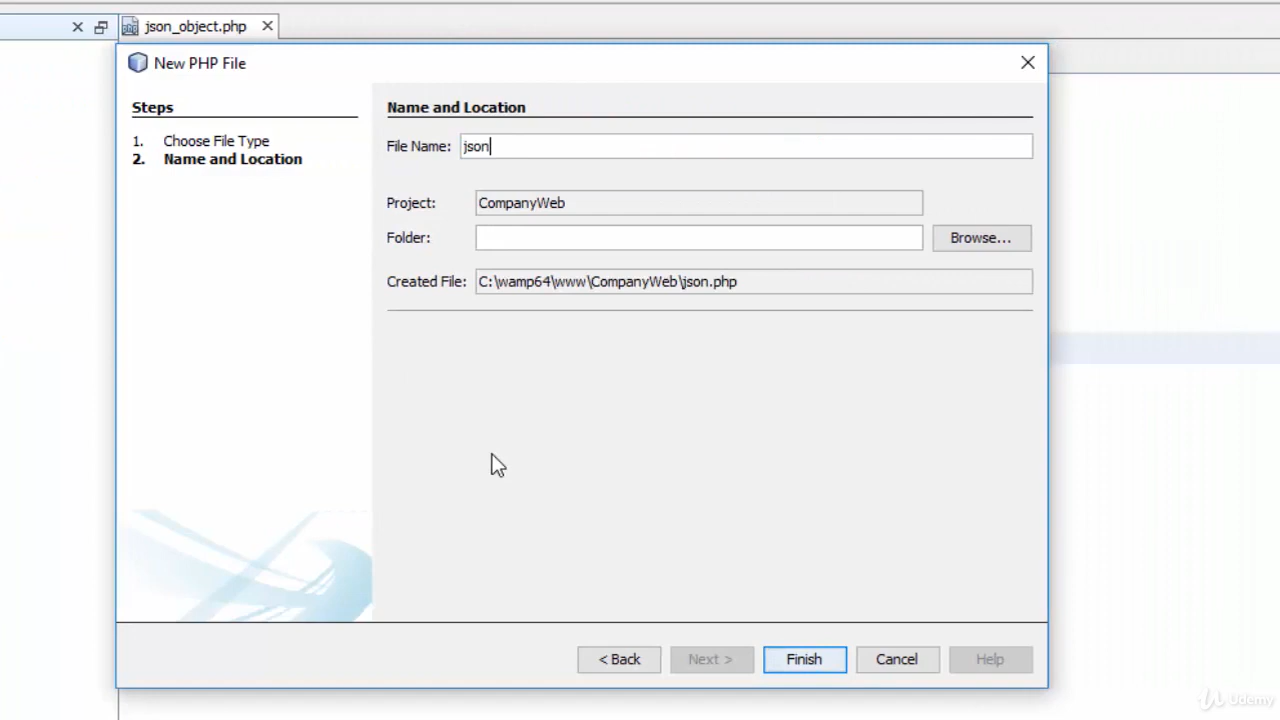 json_object.php
New PHP File
Steps
1. Choose File Type
2. Name and Location
Name and Location
File Name: json
Project: CompanyWeb
Folder: Browse...
Created File: C:\wamp64\www\CompanyWeb\json.php
< Back Next > Finish Cancel Help
Udemy